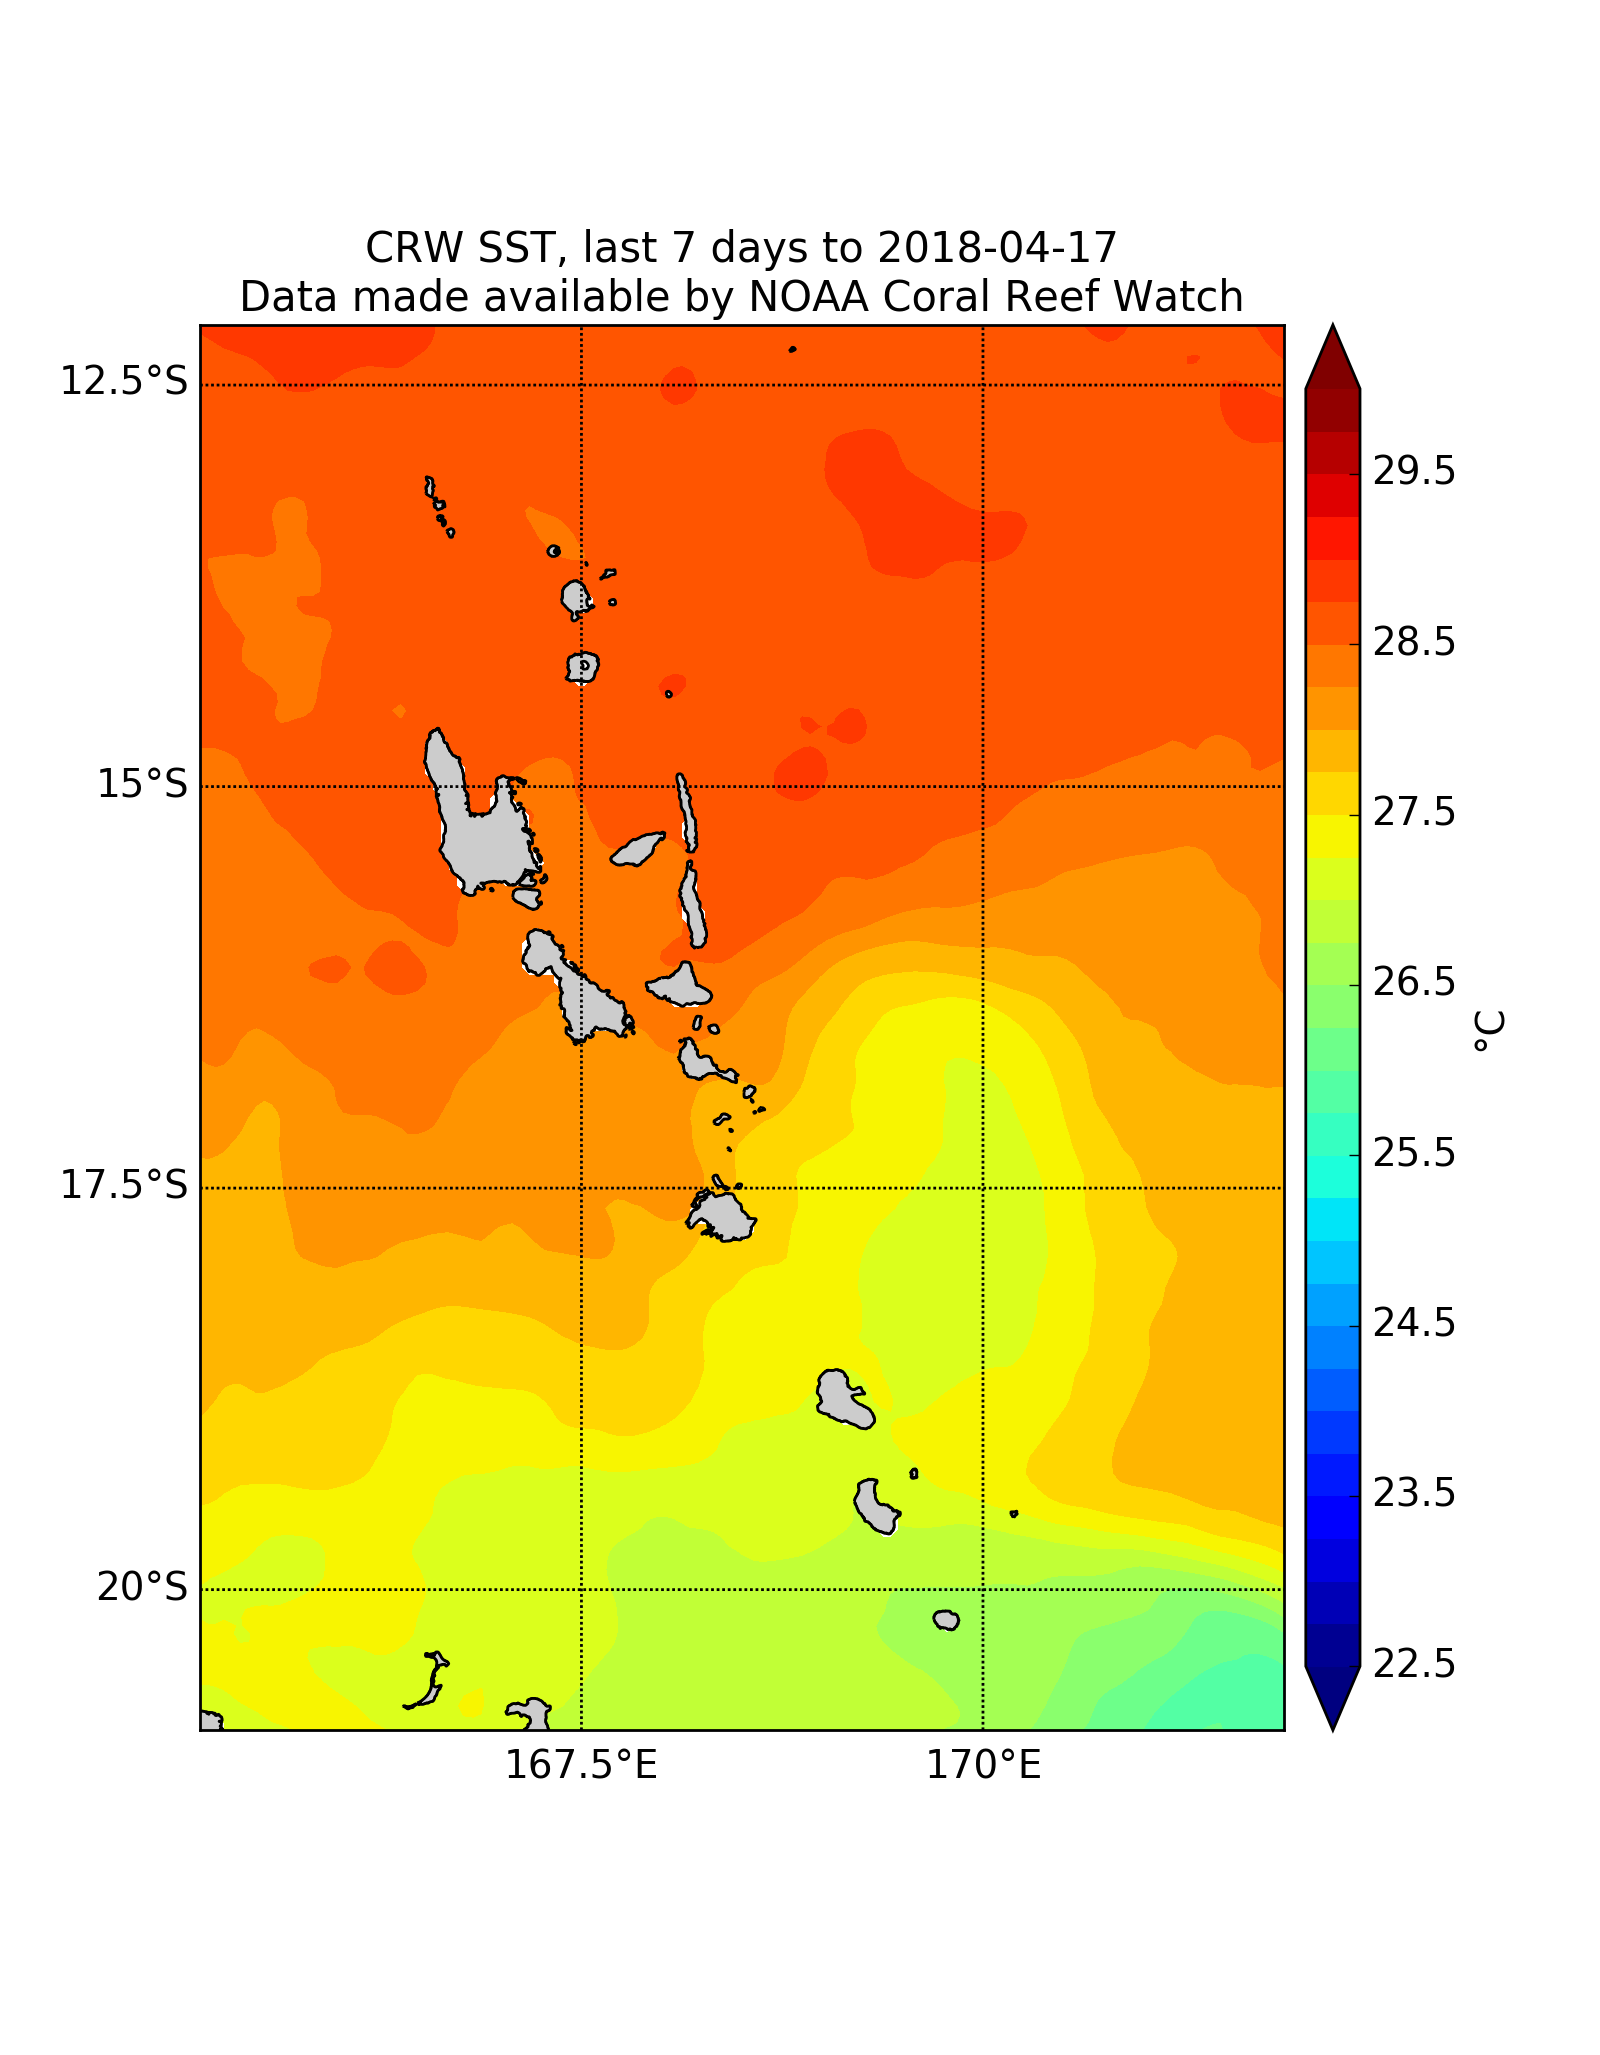 CRW SST, last 7 days to 2018-04-17
Data made available by NOAA Coral Reef Watch
12.5°S
15°S
17.5°S
20°S
167.5°E
170°E
29.5
28.5
27.5
26.5
25.5
24.5
23.5
22.5
°C